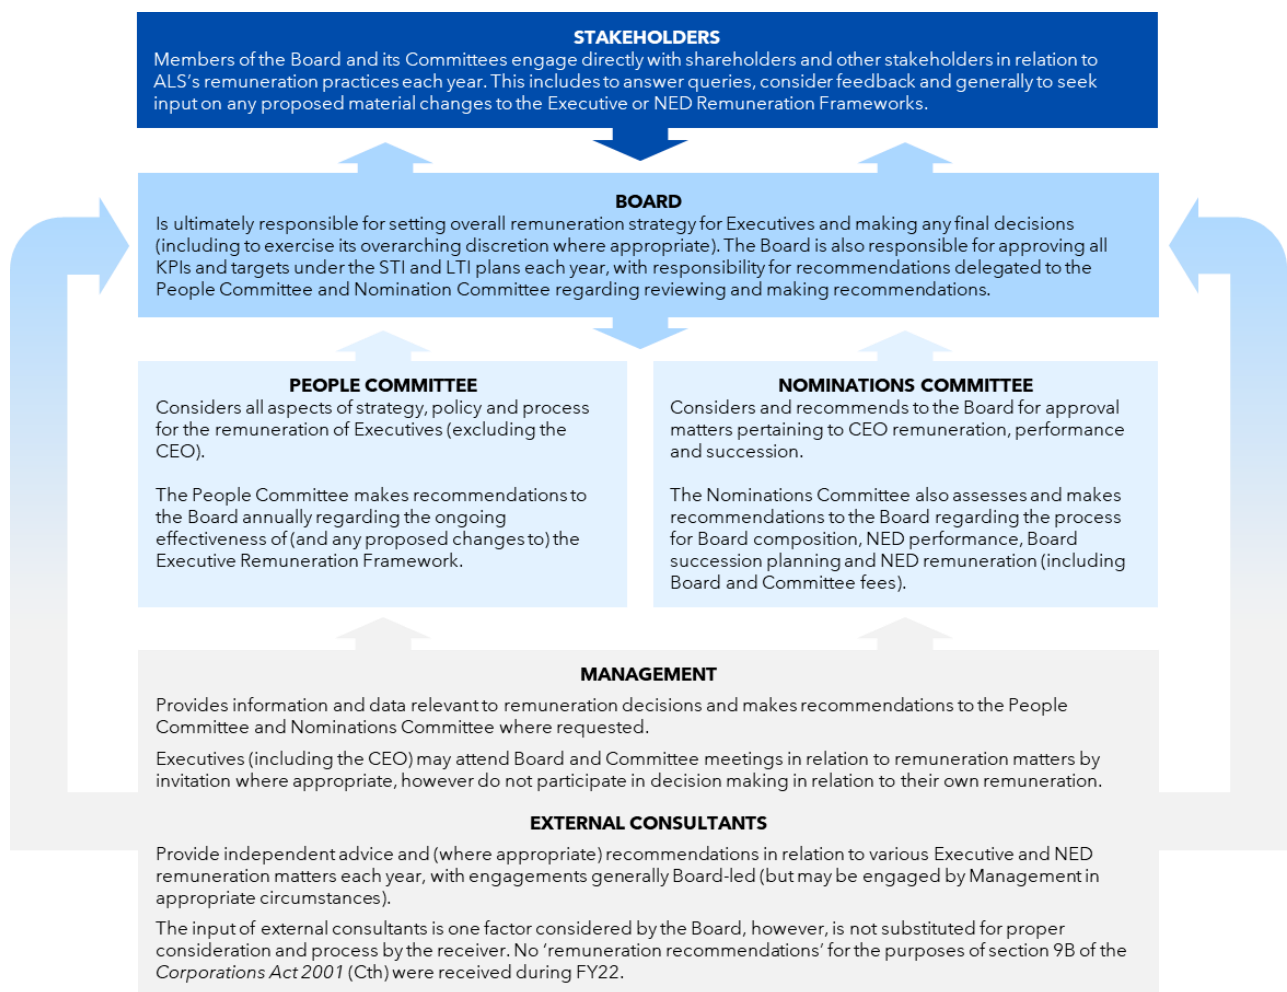 STAKEHOLDERS
Members of the Board and its Committees engage directly with shareholders and other stakeholders in relation to
ALS's remuneration practices each year. This includes to answer queries, consider feedback and generally to seek
input on any proposed material changes to the Executive or NED Remuneration Frameworks.
BOARD
Is ultimately responsible for setting overall remuneration strategy for Executives and making any final decisions
(including to exercise its overarching discretion where appropriate). The Board is also responsible for approving all
KPIs and targets under the STI and LTI plans each year, with responsibility for recommendations delegated to the
People Committee and Nomination Committee regarding reviewing and making recommendations.
PEOPLE COMMITTEE
Considers all aspects of strategy, policy and process
for the remuneration of Executives (excluding the
CEO).
The People Committee makes recommendations to
the Board annually regarding the ongoing
effectiveness of (and any proposed changes to) the
Executive Remuneration Framework.
NOMINATIONS COMMITTEE
Considers and recommends to the Board for approval
matters pertaining to CEO remuneration, performance
and succession.
The Nominations Committee also assesses and makes
recommendations to the Board regarding the process
for Board composition, NED performance, Board
succession planning and NED remuneration (including
Board and Committee fees).
MANAGEMENT
Provides information and data relevant to remuneration decisions and makes recommendations to the People
Committee and Nominations Committee where requested.
Executives (including the CEO) may attend Board and Committee meetings in relation to remuneration matters by
invitation where appropriate, however do not participate in decision making in relation to their own remuneration.
EXTERNAL CONSULTANTS
Provide independent advice and (where appropriate) recommendations in relation to various Executive and NED
remuneration matters each year, with engagements generally Board-led (but may be engaged by Management in
appropriate circumstances).
The input of external consultants is one factor considered by the Board, however, is not substituted for proper
consideration and process by the receiver. No 'remuneration recommendations' for the purposes of section 9B of the
Corporations Act 2001 (Cth) were received during FY22.